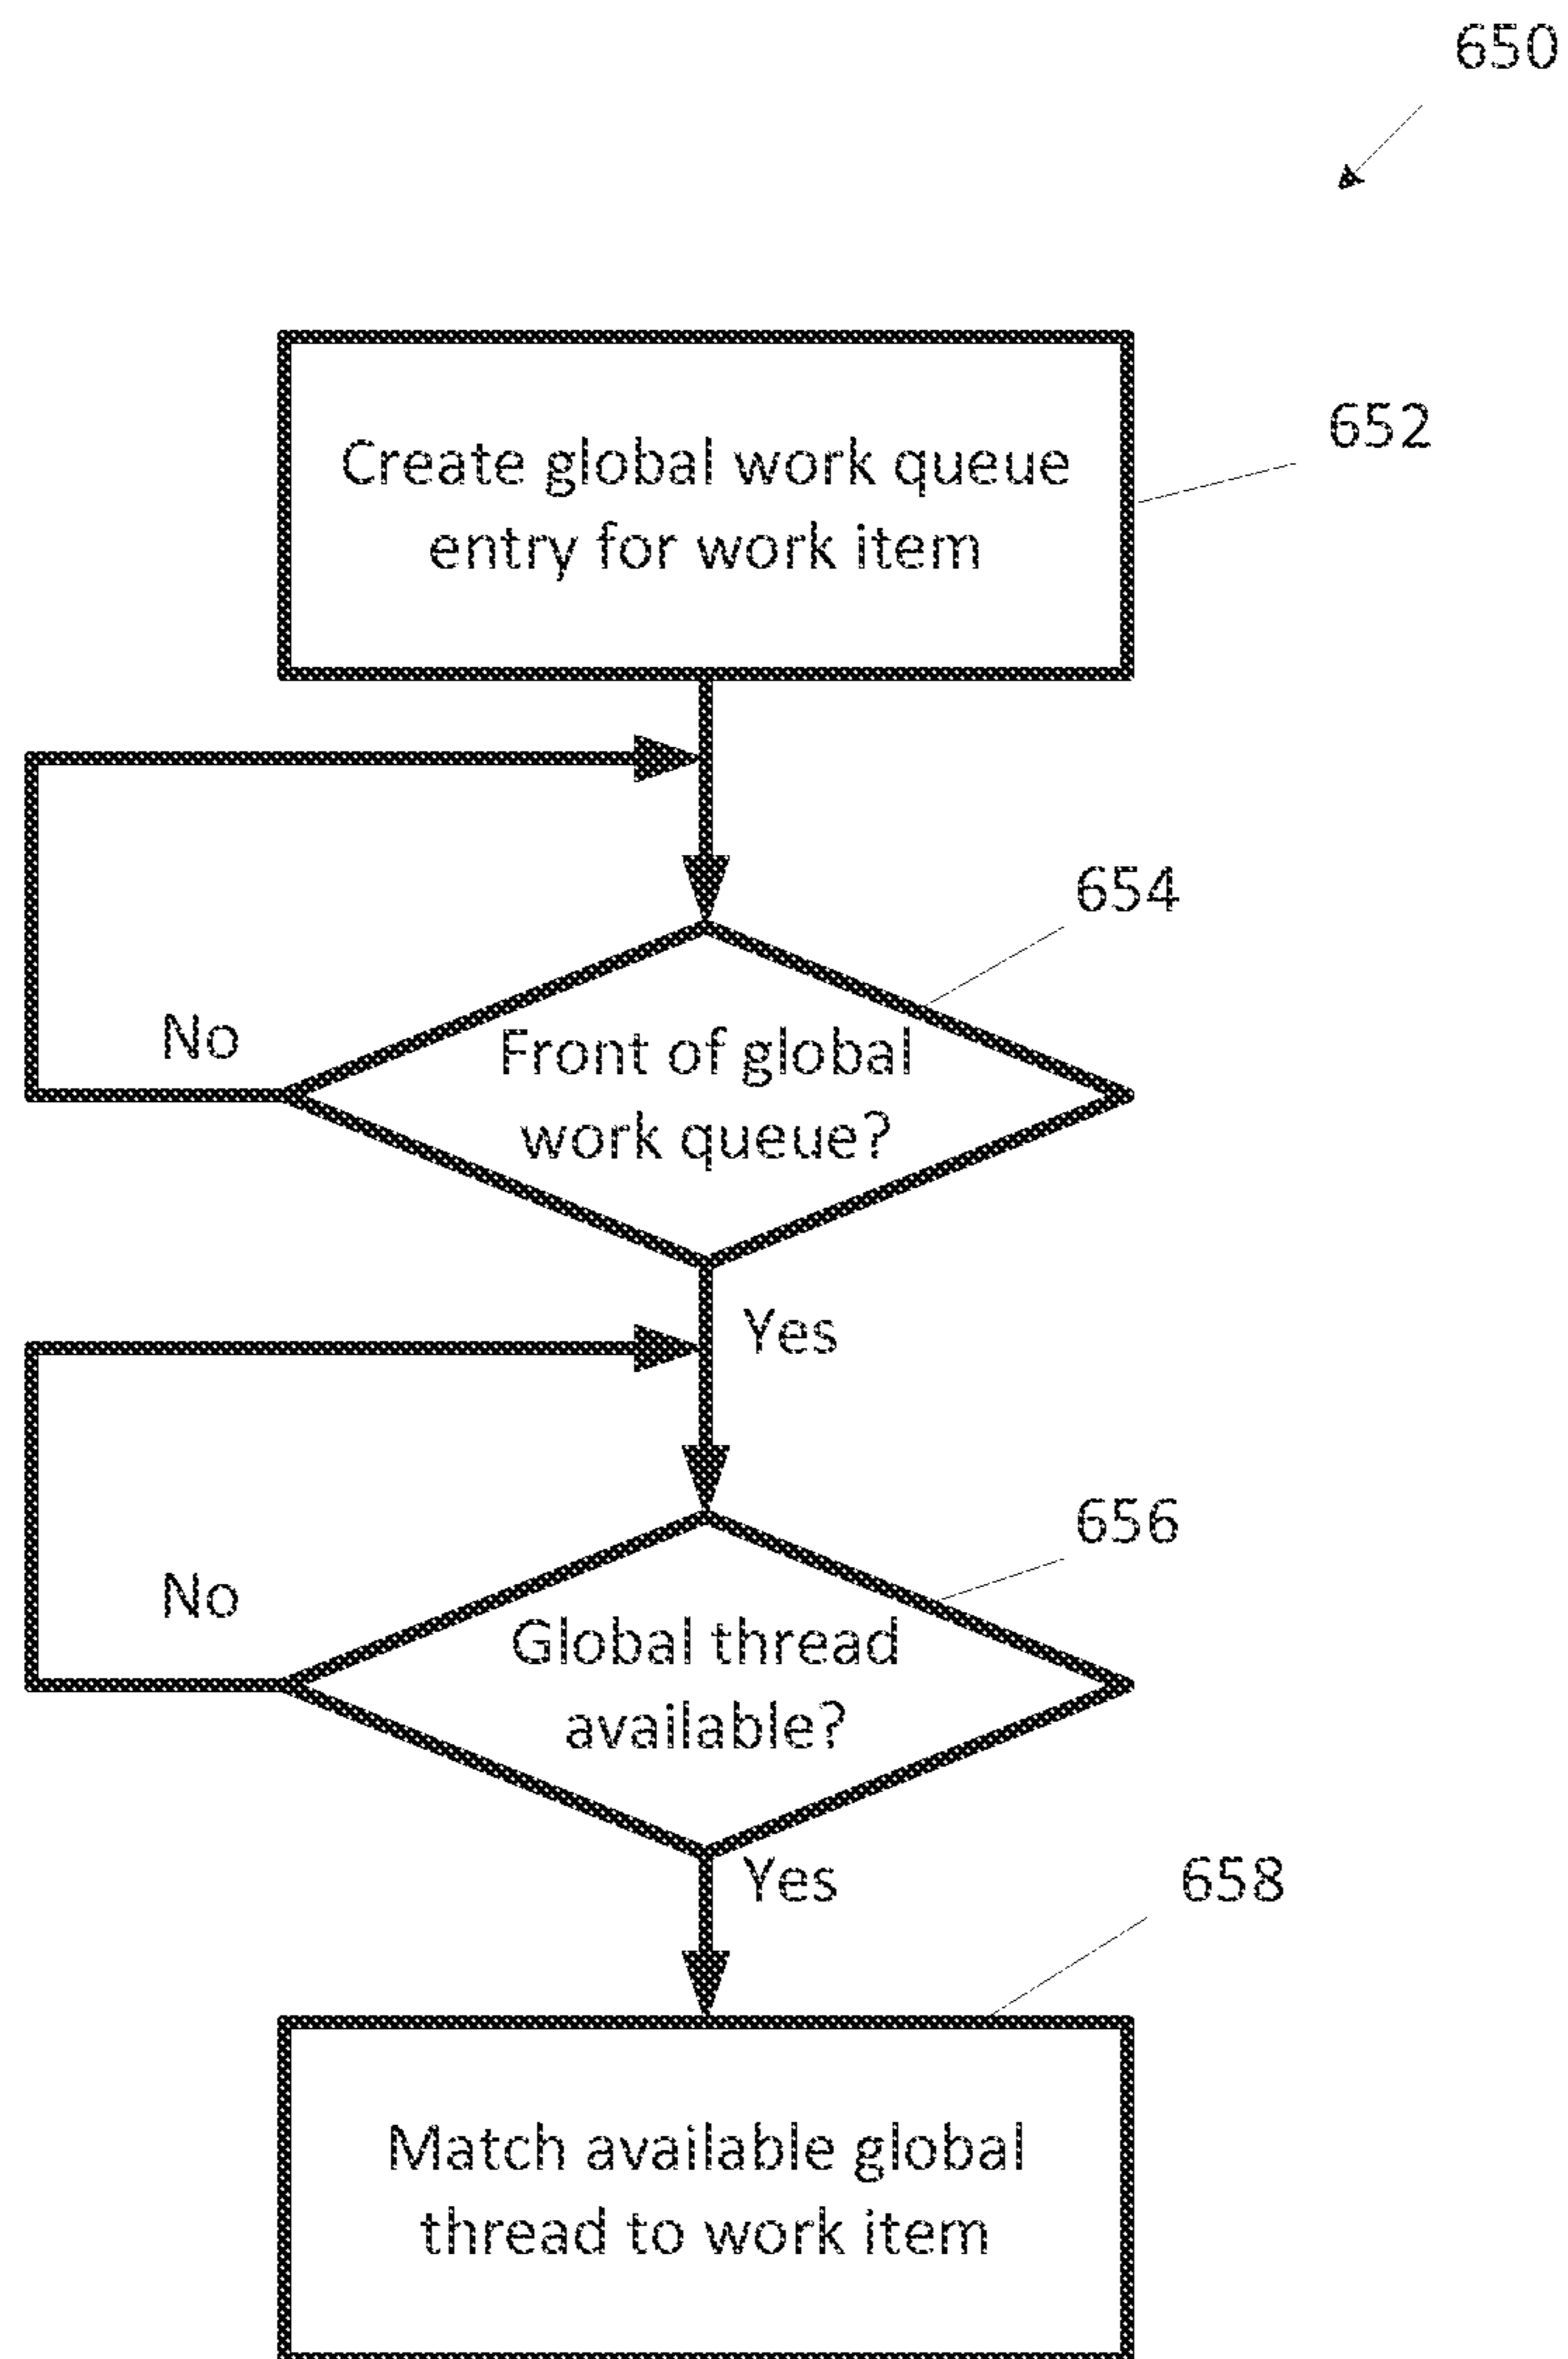 650
Create global work queue
entry for work item
652
654
No
Front of global
work queue?
Yes
656
No
Global thread
available?
Yes
658
Match available global
thread to work item